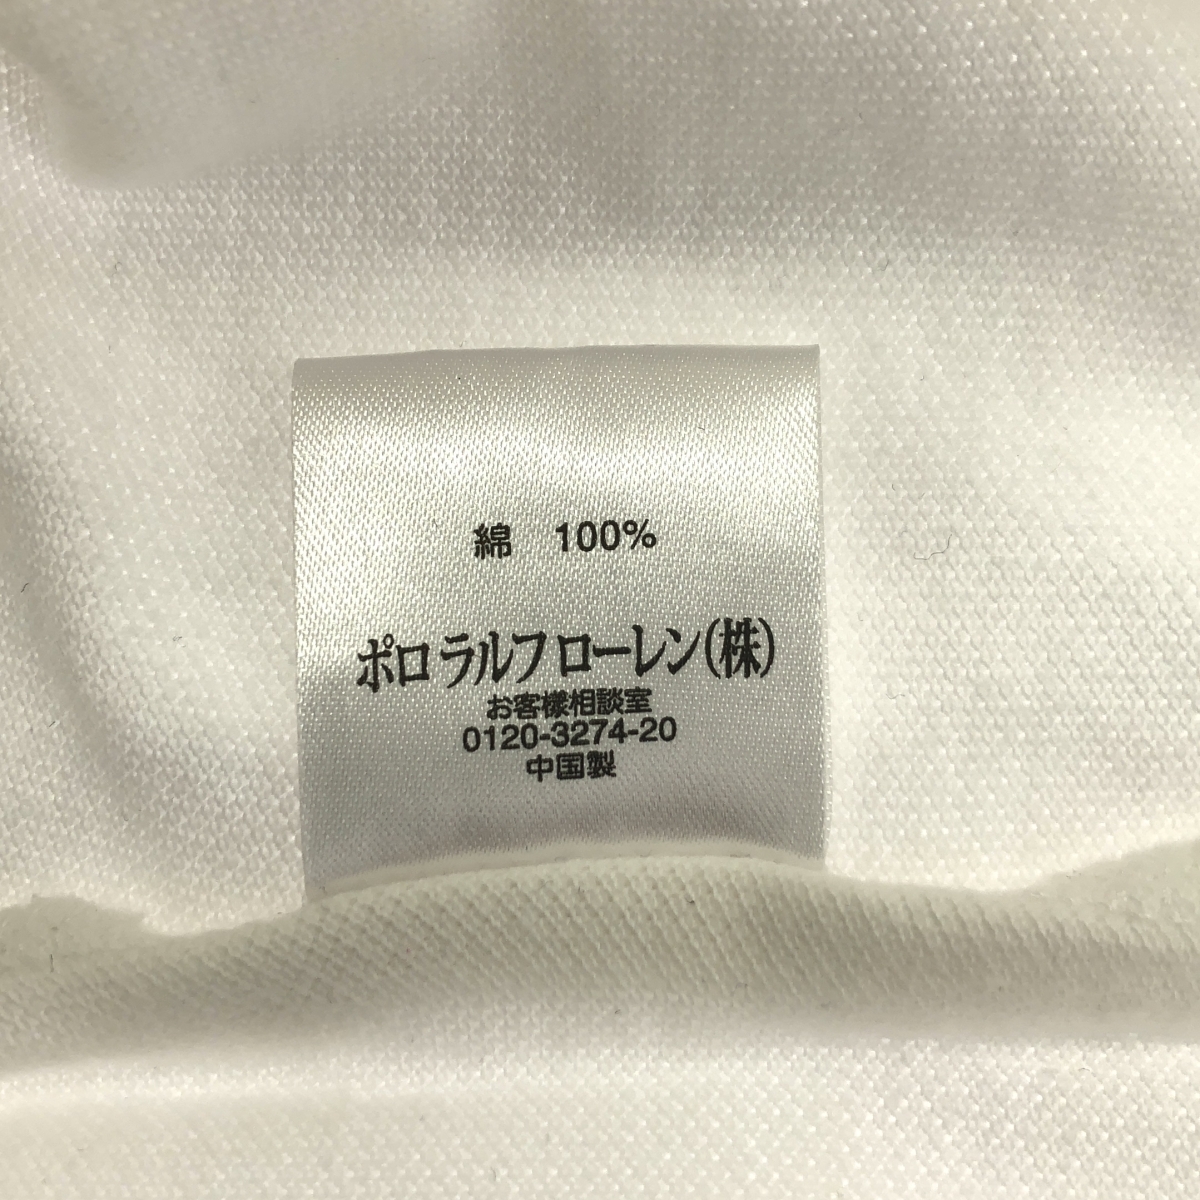 綿　100%
ポロ ラルフ ローレン(株)
お客様相談室
0120-3274-20
中国製